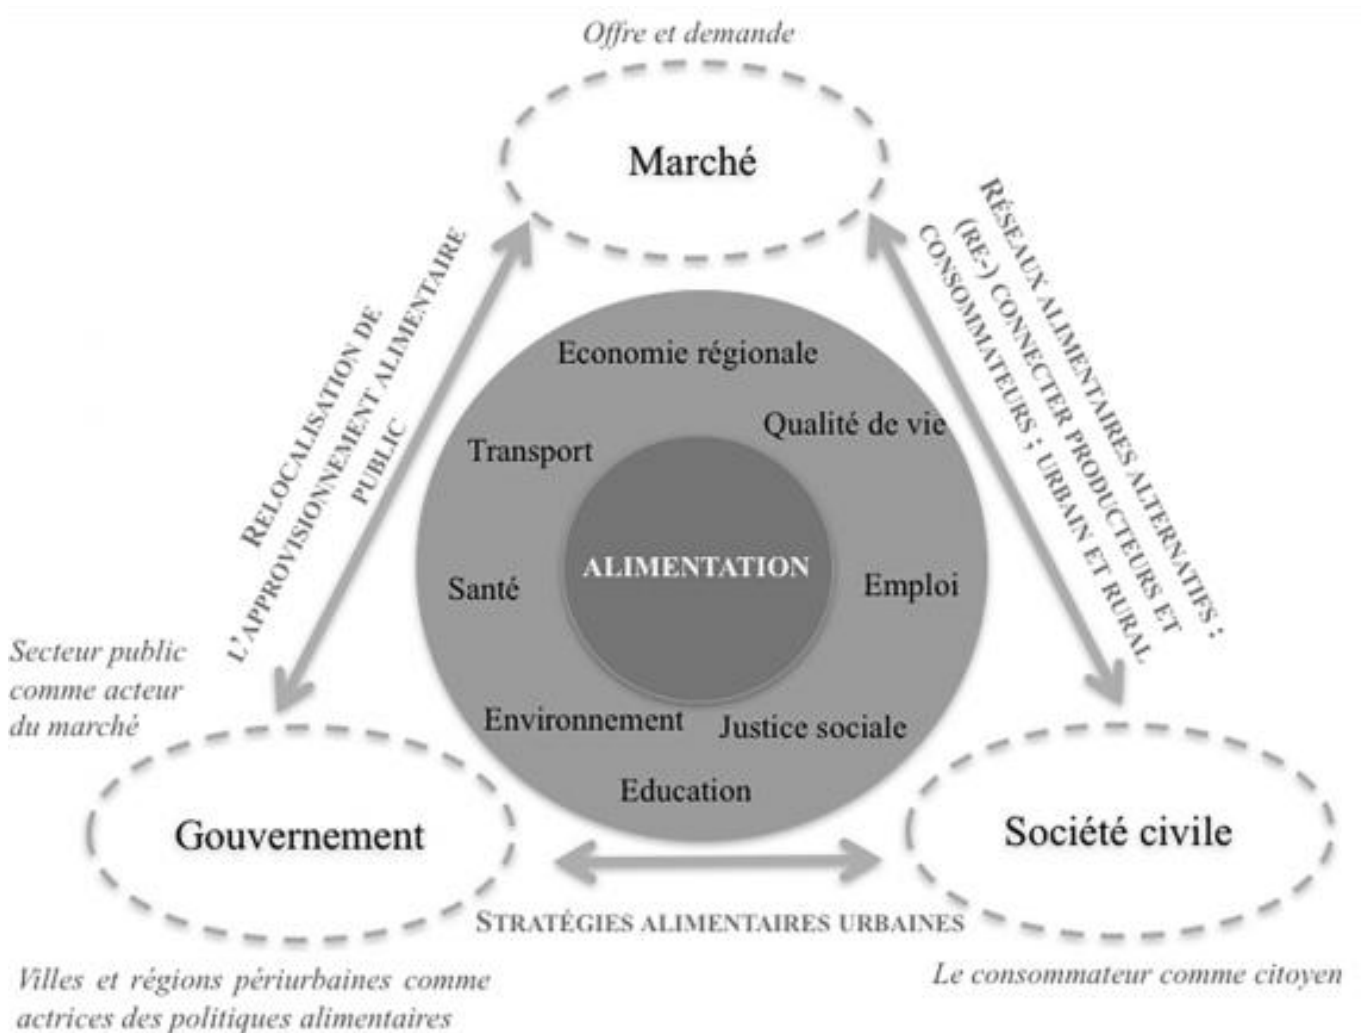 Offre et demande
Marché
RELOCALISATION DE
L'APPROVISIONNEMENT ALIMENTAIRE
PUBLIC
RÉSEAUX ALIMENTAIRES ALTERNATIFS ;
(RE-) CONNECTER PRODUCTEURS ET
CONSOMMATEURS ; URBAIN ET RURAL
Economie régionale
Qualité de vie
Transport
ALIMENTATION
Santé
Emploi
Environnement
Justice sociale
Education
Secteur public
comme acteur
du marché
Gouvernement
Société civile
STRATÉGIES ALIMENTAIRES URBAINES
Villes et régions périurbaines comme
actrices des politiques alimentaires
Le consommateur comme citoyen